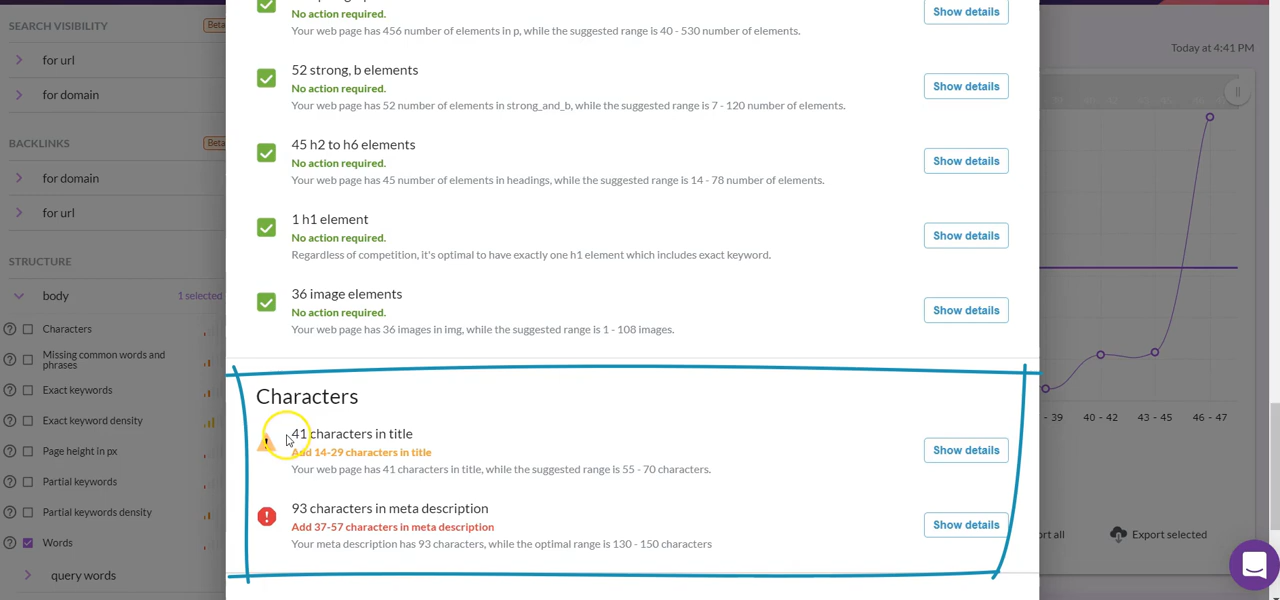 SEARCH VISIBILITY
Beta
for url
for domain
BACKLINKS
Beta
for domain
for url
STRUCTURE
body
1 selected
Characters
Missing common words and
phrases
Exact keywords
Exact keyword density
Page height in px
Partial keywords
Partial keywords density
Words
query words
No action required.
Your web page has 456 number of elements in p, while the suggested range is 40 - 530 number of elements.
Show details
52 strong, b elements
No action required.
Your web page has 52 number of elements in strong_and_b, while the suggested range is 7 - 120 number of elements.
Show details
45 h2 to h6 elements
No action required.
Your web page has 45 number of elements in headings, while the suggested range is 14 - 78 number of elements.
Show details
1 h1 element
No action required.
Regardless of competition, it's optimal to have exactly one h1 element which includes exact keyword.
Show details
36 image elements
No action required.
Your web page has 36 images in img, while the suggested range is 1 - 108 images.
Show details
Characters
41 characters in title
Add 14-29 characters in title
Your web page has 41 characters in title, while the suggested range is 55 - 70 characters.
Show details
93 characters in meta description
Add 37-57 characters in meta description
Your meta description has 93 characters, while the optimal range is 130 - 150 characters
Show details
Today at 4:41 PM
- 39
40 - 42
43 - 45
46 - 47
ort all
Export selected